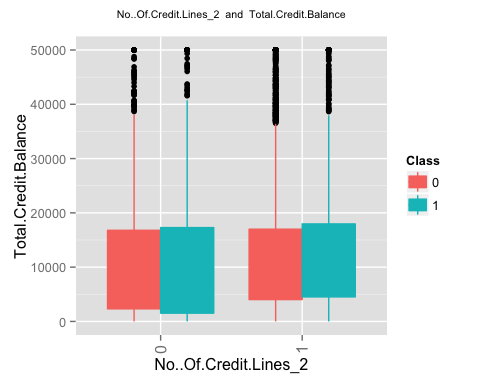 No..Of.Credit.Lines_2 and Total.Credit.Balance
50000
40000
30000
20000
10000
0
Total.Credit.Balance
0
1
No..Of.Credit.Lines_2
Class
0
1